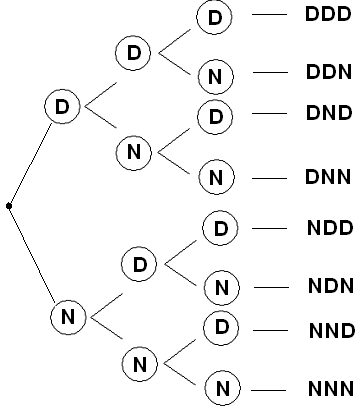 D — DDD
D
N — DDN
D
D — DND
N
N — DNN
D — NDD
D
N — NDN
N
D — NND
N
N — NNN